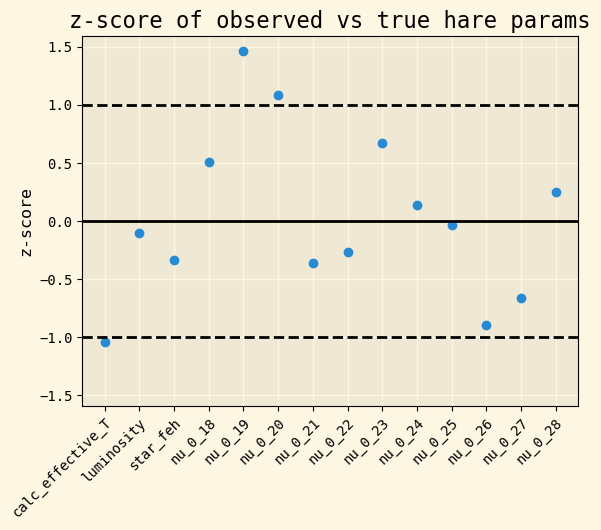 z-score of observed vs true hare params
z-score
1.5
1.0
0.5
0.0
−0.5
−1.0
−1.5
calc_effective_T
luminosity
star_feh
nu_0_18
nu_0_19
nu_0_20
nu_0_21
nu_0_22
nu_0_23
nu_0_24
nu_0_25
nu_0_26
nu_0_27
nu_0_28